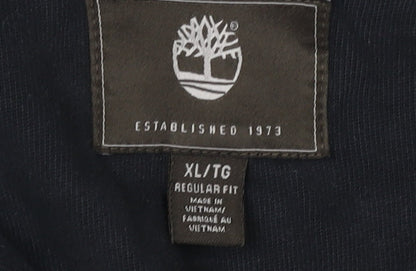 ESTABLISHED 1973
XL/TG
REGULAR FIT
MADE IN
VIETNAM/
FABRIQUÉ AU
VIETNAM